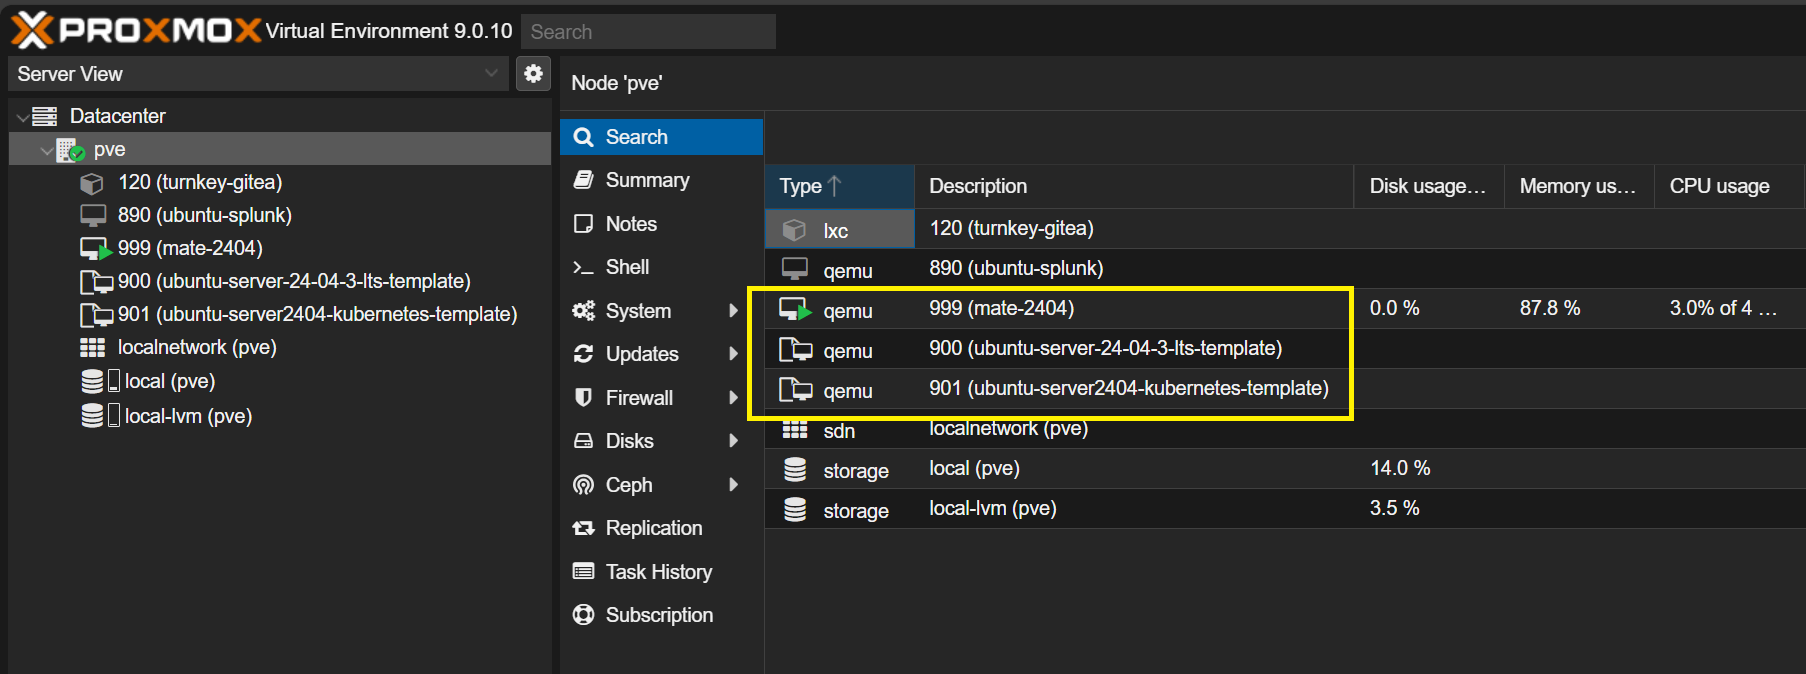 PROXMOX Virtual Environment 9.0.10 Search
Server View
Datacenter
pve
120 (turnkey-gitea)
890 (ubuntu-splunk)
999 (mate-2404)
900 (ubuntu-server-24-04-3-lts-template)
901 (ubuntu-server2404-kubernetes-template)
localnetwork (pve)
local (pve)
local-lvm (pve)
Node 'pve'
Search
Summary
Notes
Shell
System
Updates
Firewall
Disks
Ceph
Replication
Task History
Subscription
Type Description Disk usage... Memory us... CPU usage
lxc 120 (turnkey-gitea)
qemu 890 (ubuntu-splunk)
qemu 999 (mate-2404) 0.0 % 87.8 % 3.0% of 4 ...
qemu 900 (ubuntu-server-24-04-3-lts-template)
qemu 901 (ubuntu-server2404-kubernetes-template)
sdn localnetwork (pve)
storage local (pve) 14.0 %
storage local-lvm (pve) 3.5 %